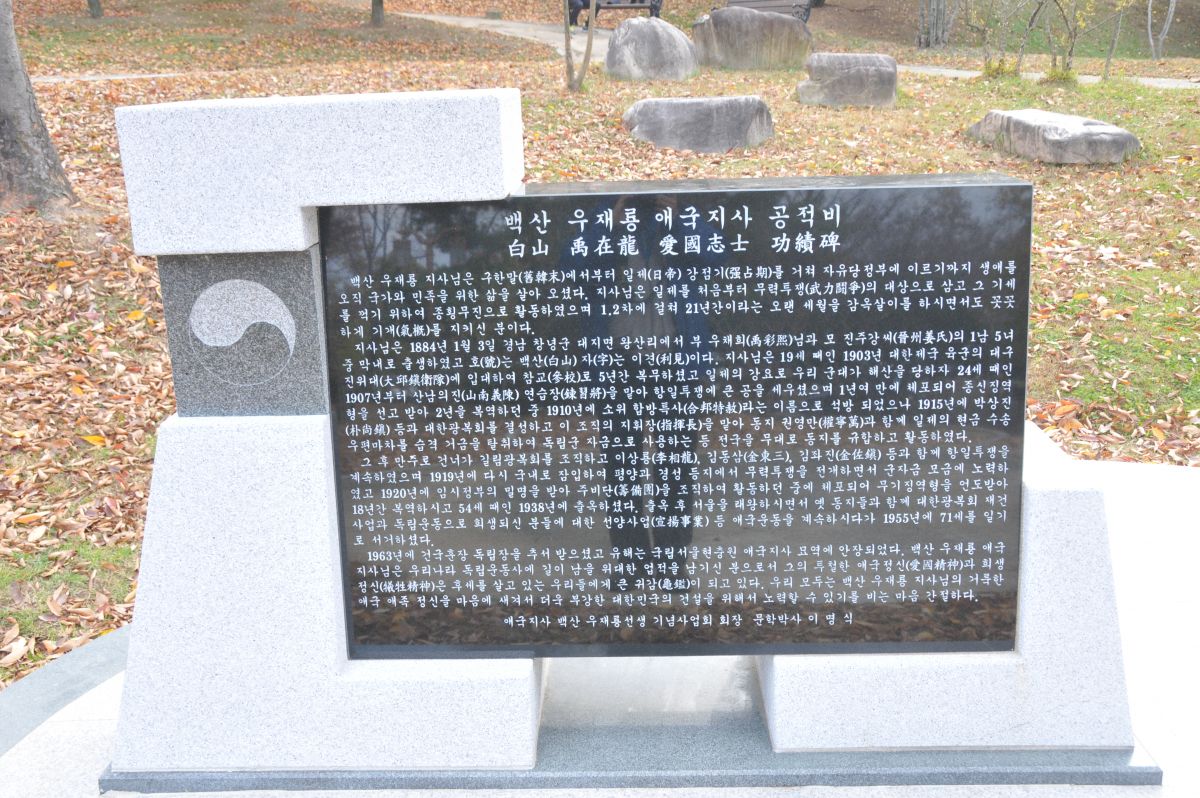 백산 우재룡 애국지사 공적비
白山 禹在龍 愛國志士 功績碑
백산 우재룡 지사님은 구한말(舊韓末)에서부터 일제(日帝) 강점기(强占期)를 거쳐 자유당정부에 이르기까지 생애를
오직 국가와 민족을 위한 삶을 살아 오셨다. 지사님은 일제를 처음부터 무력투쟁(武力鬪爭)의 대상으로 삼고 그 기세
를 꺽기 위하여 종횡무진으로 활동하였으며 1,2차에 걸쳐 21년간이라는 오랜 세월을 감옥살이를 하시면서도 꿋꿋
하게 기개(氣槪)를 지키신 분이다.
지사님은 1884년 1월 3일 경남 창녕군 대지면 왕산리에서 부 우채희(禹彩熙)님과 모 진주강씨(晉州姜氏)의 1남 5녀
중 막내로 출생하였고 호(號)는 백산(白山) 자(字)는 이견(利見)이다. 지사님은 19세 때인 1903년 대한제국 육군의 대구
진위대(大邱鎭衛隊)에 입대하여 참교(參校)로 5년간 복무하셨고 일제의 강요로 우리 군대가 해산을 당하자 24세 때인
1907년부터 산남의진(山南義陳) 연습장(鍊習將)을 맡아 항일투쟁에 큰 공을 세우셨으며 1년여 만에 체포되어 종신징역
형을 선고 받아 2년을 복역하던 중 1910년에 소위 합방특사(合邦特赦)라는 이름으로 석방 되었으나 1915년에 박상진
(朴尙鎭) 등과 대한광복회를 결성하고 이 조직의 지휘장(指揮長)을 맡아 동지 권영만(權寧萬)과 함께 일제의 현금 수송
우편마차를 습격 거금을 탈취하여 독립군 자금으로 사용하는 등 전국을 무대로 동지를 규합하고 활동하였다.
그 후 만주로 건너가 길림광복회를 조직하고 이상룡(李相龍), 김동삼(金東三), 김좌진(金佐鎭) 등과 함께 항일투쟁을
계속하였으며 1919년에 다시 국내로 잠입하여 평양과 경성 등지에서 무력투쟁을 전개하면서 군자금 모금에 노력하
였고 1920년에 임시정부의 밀명을 받아 주비단(籌備團)을 조직하여 활동하던 중에 체포되어 무기징역형을 언도받아
18년간 복역하시고 54세 때인 1938년에 출옥하셨다. 출옥 후 서울을 래왕하시면서 옛 동지들과 함께 대한광복회 재건
사업과 독립운동으로 희생되신 분들에 대한 선양사업(宣揚事業) 등 애국운동을 계속하시다가 1955년에 71세를 일기
로 서거하셨다.
1963년에 건국훈장 독립장을 추서 받으셨고 유해는 국립서울현충원 애국지사 묘역에 안장되었다. 백산 우재룡 애국
지사님은 우리나라 독립운동사에 길이 남을 위대한 업적을 남기신 분으로서 그의 투철한 애국정신(愛國精神)과 희생
정신(犧牲精神)은 후세를 살고 있는 우리들에게 큰 귀감(龜鑑)이 되고 있다. 우리 모두는 백산 우재룡 지사님의 거룩한
애국 애족 정신을 마음에 새겨서 더욱 부강한 대한민국의 건설을 위해서 노력할 수 있기를 비는 마음 간절하다.
애국지사 백산 우재룡선생 기념사업회 회장 문학박사 이 명 식